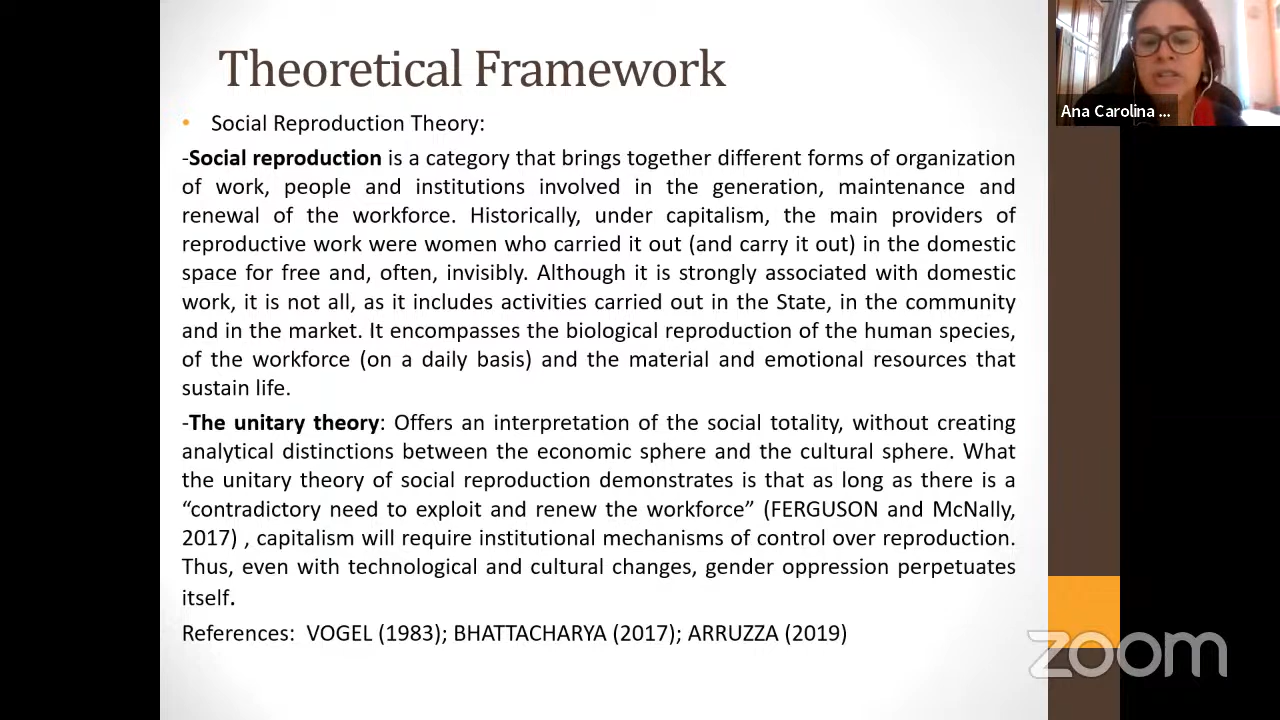 Theoretical Framework
• Social Reproduction Theory:
-Social reproduction is a category that brings together different forms of organization
of work, people and institutions involved in the generation, maintenance and
renewal of the workforce. Historically, under capitalism, the main providers of
reproductive work were women who carried it out (and carry it out) in the domestic
space for free and, often, invisibly. Although it is strongly associated with domestic
work, it is not all, as it includes activities carried out in the State, in the community
and in the market. It encompasses the biological reproduction of the human species,
of the workforce (on a daily basis) and the material and emotional resources that
sustain life.
-The unitary theory: Offers an interpretation of the social totality, without creating
analytical distinctions between the economic sphere and the cultural sphere. What
the unitary theory of social reproduction demonstrates is that as long as there is a
“contradictory need to exploit and renew the workforce” (FERGUSON and McNally,
2017) , capitalism will require institutional mechanisms of control over reproduction.
Thus, even with technological and cultural changes, gender oppression perpetuates
itself.
References: VOGEL (1983); BHATTACHARYA (2017); ARRUZZA (2019)
Ana Carolina ...
zoom